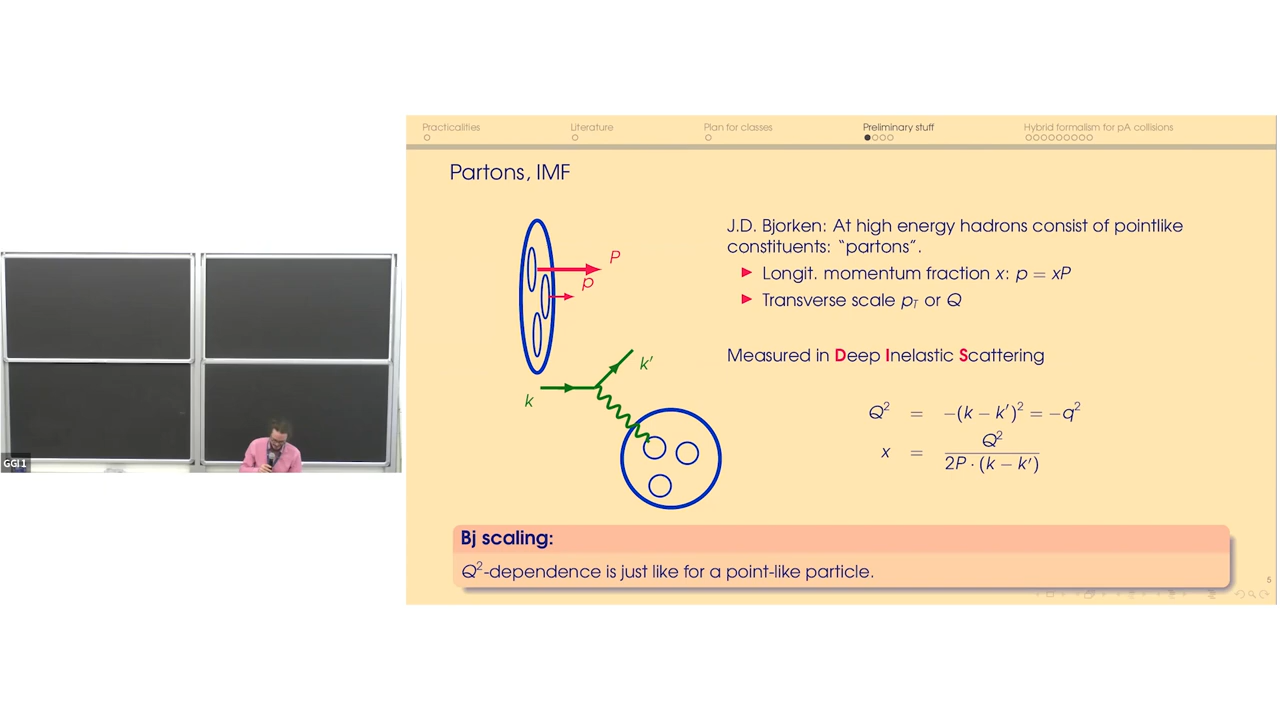 Practicalities
Literature
Plan for classes
Preliminary stuff
Hybrid formalism for pA collisions
Partons, IMF
P
p
J.D. Bjorken: At high energy hadrons consist of pointlike
constituents: “partons”.
Longit. momentum fraction x: p = xP
Transverse scale p_T or Q
k
k′
Measured in Deep Inelastic Scattering
Q² = −(k − k′)² = −q²
x = Q² / 2P · (k − k′)
Bj scaling:
Q²-dependence is just like for a point-like particle.
5
GGI 1